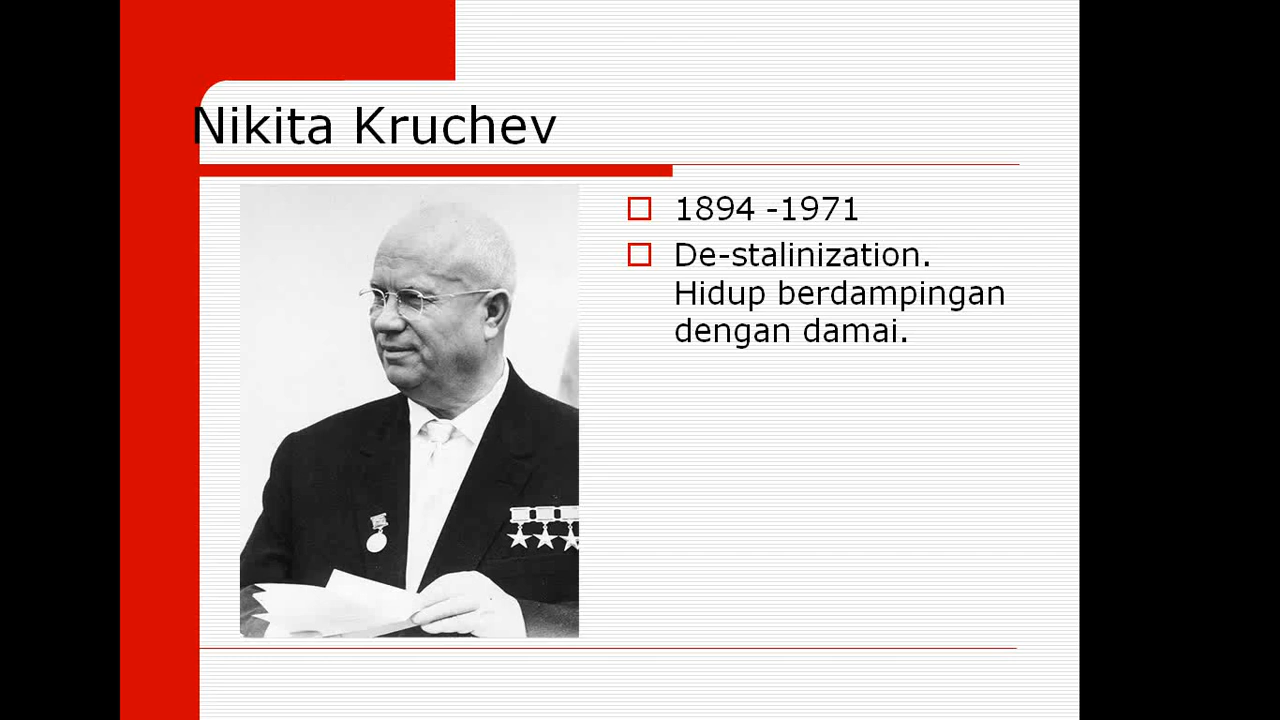 Nikita Kruchev
1894 -1971
De-stalinization.
Hidup berdampingan
dengan damai.